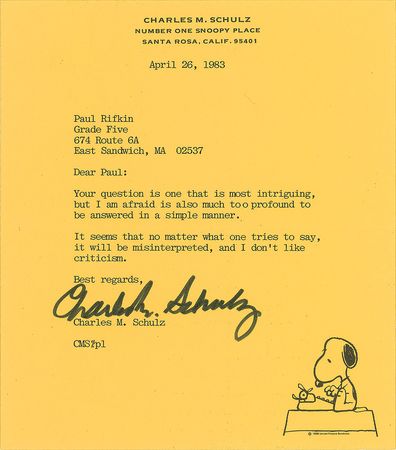 CHARLES M. SCHULZ
NUMBER ONE SNOOPY PLACE
SANTA ROSA, CALIF. 95401
April 26, 1983
Paul Rifkin
Grade Five
674 Route 6A
East Sandwich, MA 02537
Dear Paul:
Your question is one that is most intriguing,
but I am afraid is also much too profound to
be answered in a simple manner.
It seems that no matter what one tries to say,
it will be misinterpreted, and I don't like
criticism.
Best regards,
Charles M. Schulz
Charles M. Schulz